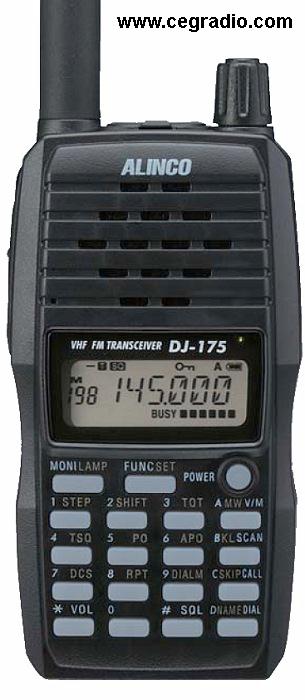 www.cegradio.com
ALINCO
VHF FM TRANSCEIVER DJ-175
– T SQ A
M 198 145.000
BUSY
MONI LAMP FUNC SET POWER
1 STEP 2 SHIFT 3 TOT A MW V/M
4 TSQ 5 PO 6 APO B KL SCAN
7 DCS 8 RPT 9 DIALM C SKIP CALL
* VOL 0 # SQL D NAME DIAL